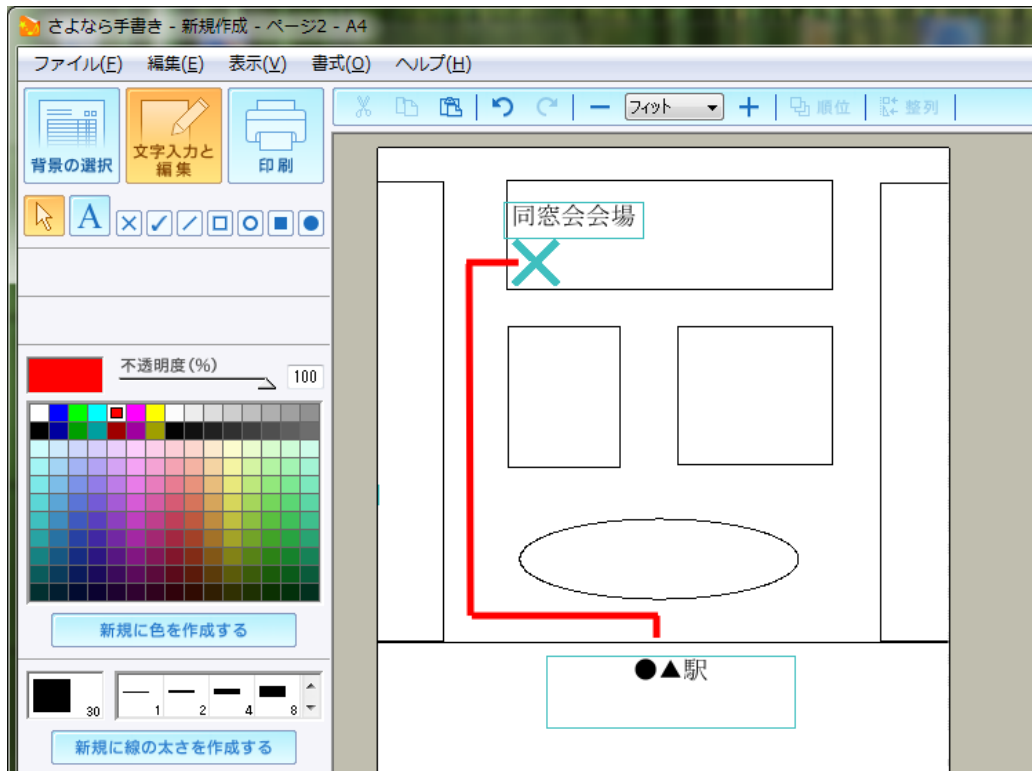 さよなら手書き - 新規作成 - ページ2 - A4
ファイル(F) 編集(E) 表示(V) 書式(O) ヘルプ(H)
背景の選択
文字入力と
編集
印刷
フィット
順位
整列
A
不透明度(%)
100
新規に色を作成する
30
1 2 4 8
新規に線の太さを作成する
同窓会会場
●▲駅